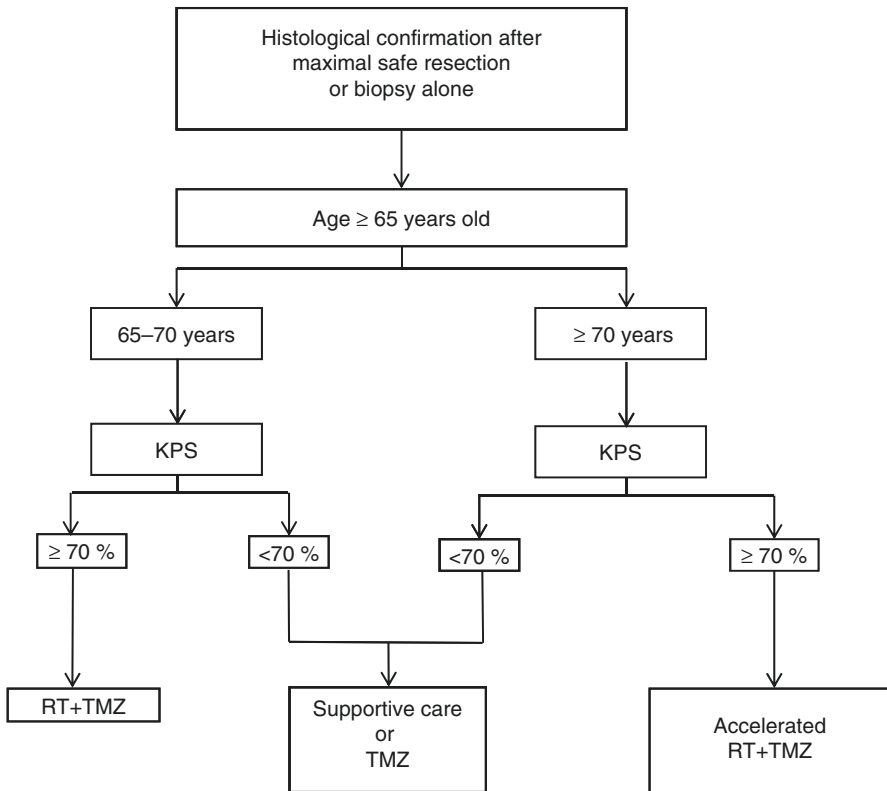 Histological confirmation after
maximal safe resection
or biopsy alone
Age ≥ 65 years old
65–70 years
≥ 70 years
KPS
KPS
≥ 70 %
<70 %
<70 %
≥ 70 %
RT+TMZ
Supportive care
or
TMZ
Accelerated
RT+TMZ